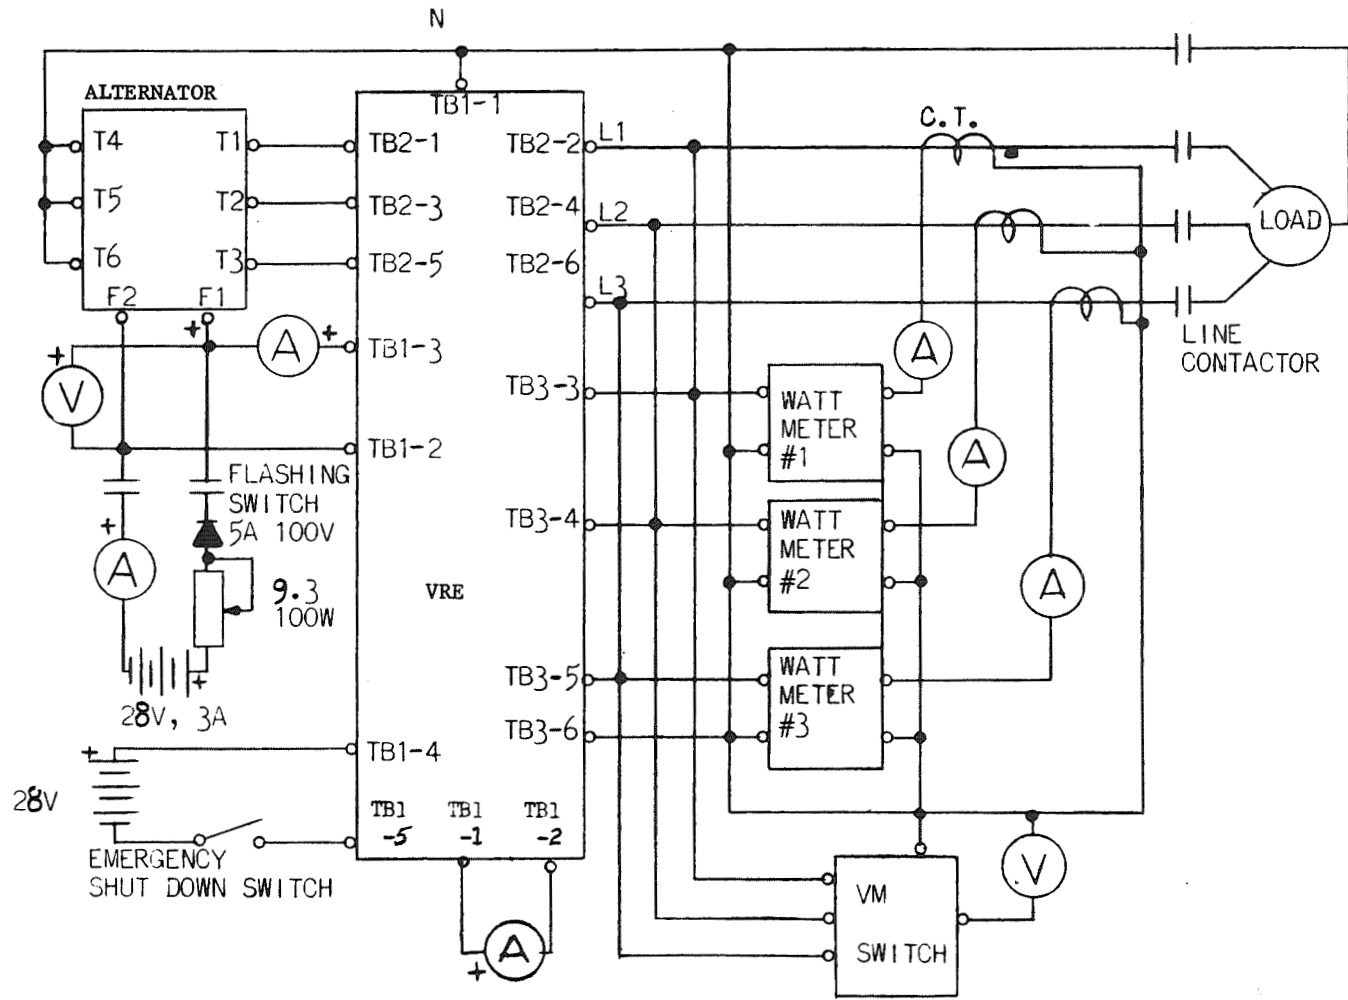 N
ALTERNATOR
TB1-1
C.T.
T4 T1
TB2-1 TB2-2 L1
T5 T2
TB2-3 TB2-4 L2
LOAD
T6 T3
TB2-5 TB2-6
F2 F1
L3
+
+ A +
TB1-3
V
A
LINE
CONTACTOR
TB3-3
WATT
METER
#1
TB1-2
A
FLASHING
SWITCH
5A 100V
+
A
TB3-4
WATT
METER
#2
A
9.3
100W
VRE
+
28V, 3A
TB3-5
WATT
METER
#3
TB3-6
+
TB1-4
28V
TB1
-5
TB1
-1
TB1
-2
EMERGENCY
SHUT DOWN SWITCH
V
VM
SWITCH
+ A